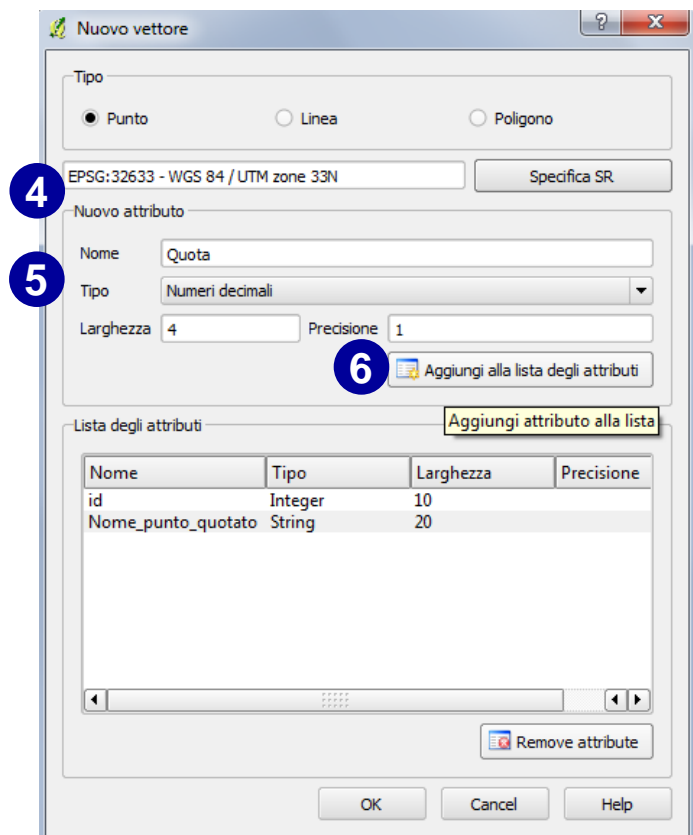 Nuovo vettore ? X
Tipo
Punto Linea Poligono
4 EPSG:32633 - WGS 84 / UTM zone 33N Specifica SR
Nuovo attributo
Nome Quota
5 Tipo Numeri decimali
Larghezza 4 Precisione 1
6 Aggiungi alla lista degli attributi
Aggiungi attributo alla lista
Lista degli attributi
Nome Tipo Larghezza Precisione
id Integer 10
Nome_punto_quotato String 20
Remove attribute
OK Cancel Help